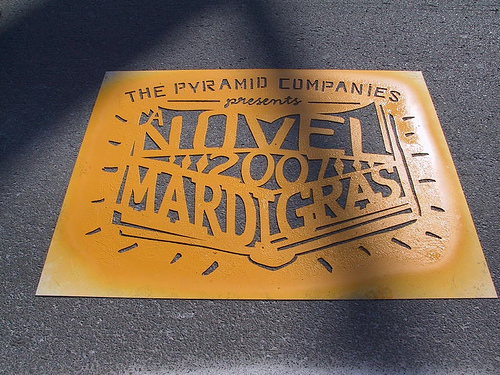 THE PYRAMID COMPANIES
presents
A
NOVEL
2007
MARDI GRAS